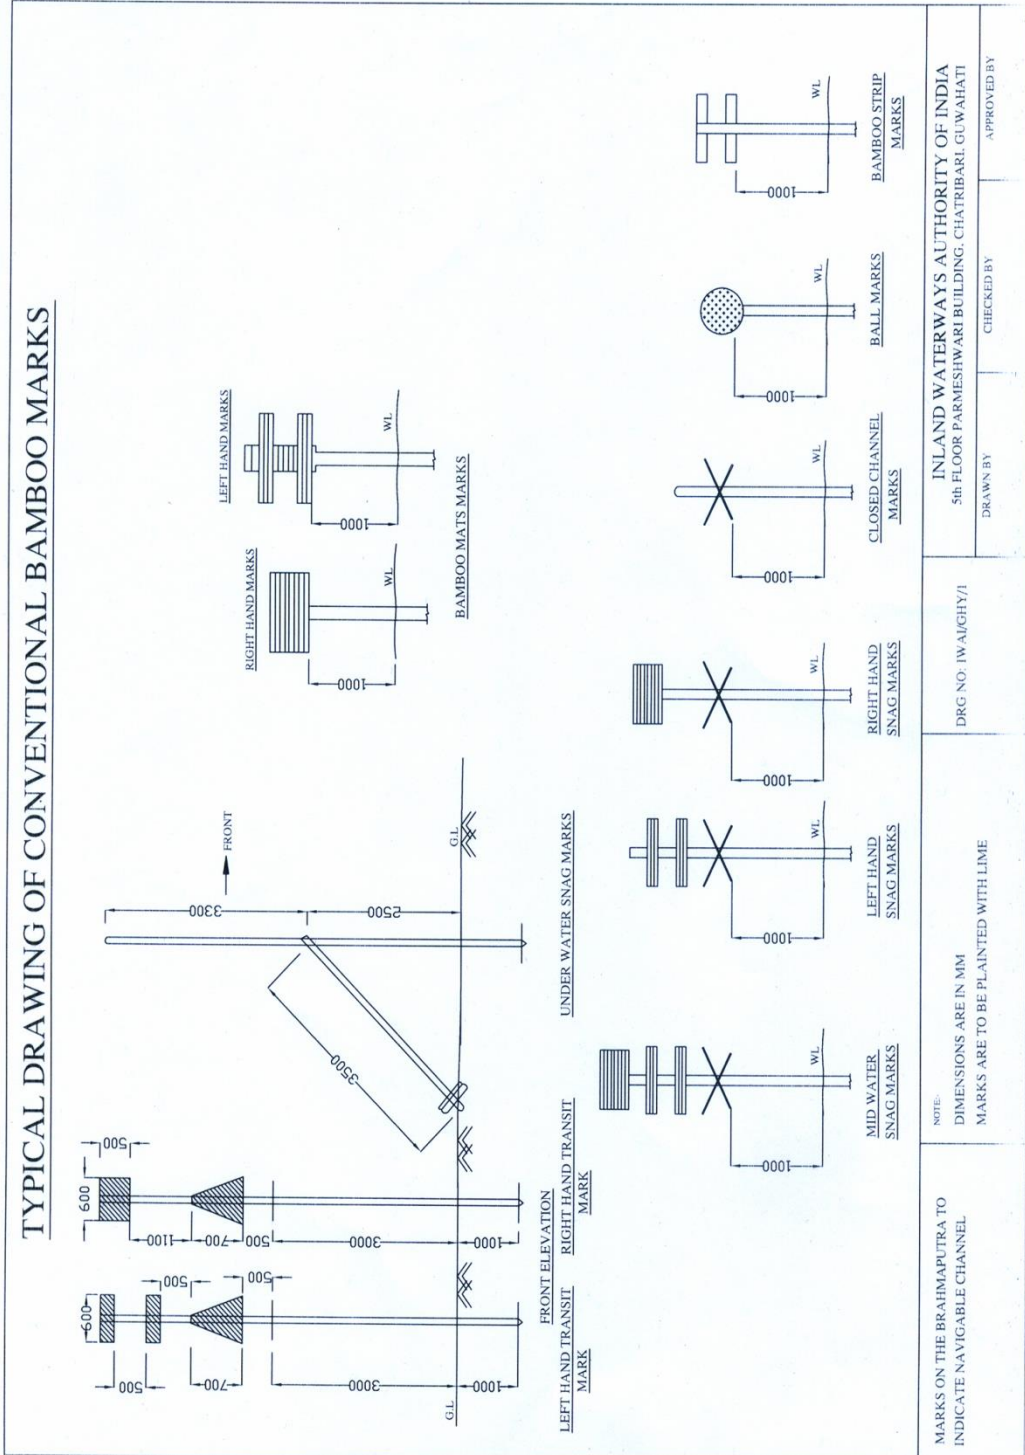 TYPICAL DRAWING OF CONVENTIONAL BAMBOO MARKS
600
500
500
700
500
3000
1000
G.L
LEFT HAND TRANSIT
MARK
600
500
1100
700
500
3000
1000
RIGHT HAND TRANSIT
MARK
FRONT ELEVATION
3300
2500
3500
FRONT
G.L
RIGHT HAND MARKS
1000
WL
LEFT HAND MARKS
1000
WL
BAMBOO MATS MARKS
UNDER WATER SNAG MARKS
1000
WL
MID WATER
SNAG MARKS
1000
WL
LEFT HAND
SNAG MARKS
1000
WL
RIGHT HAND
SNAG MARKS
1000
WL
CLOSED CHANNEL
MARKS
1000
WL
BALL MARKS
1000
WL
BAMBOO STRIP
MARKS
MARKS ON THE BRAHMAPUTRA TO
INDICATE NAVIGABLE CHANNEL
NOTE:-
DIMENSIONS ARE IN MM
MARKS ARE TO BE PLAINTED WITH LIME
DRG NO: IWAI/GHY/1
INLAND WATERWAYS AUTHORITY OF INDIA
5th FLOOR PARMESHWARI BUILDING, CHATRIBARI, GUWAHATI
DRAWN BY
CHECKED BY
APPROVED BY